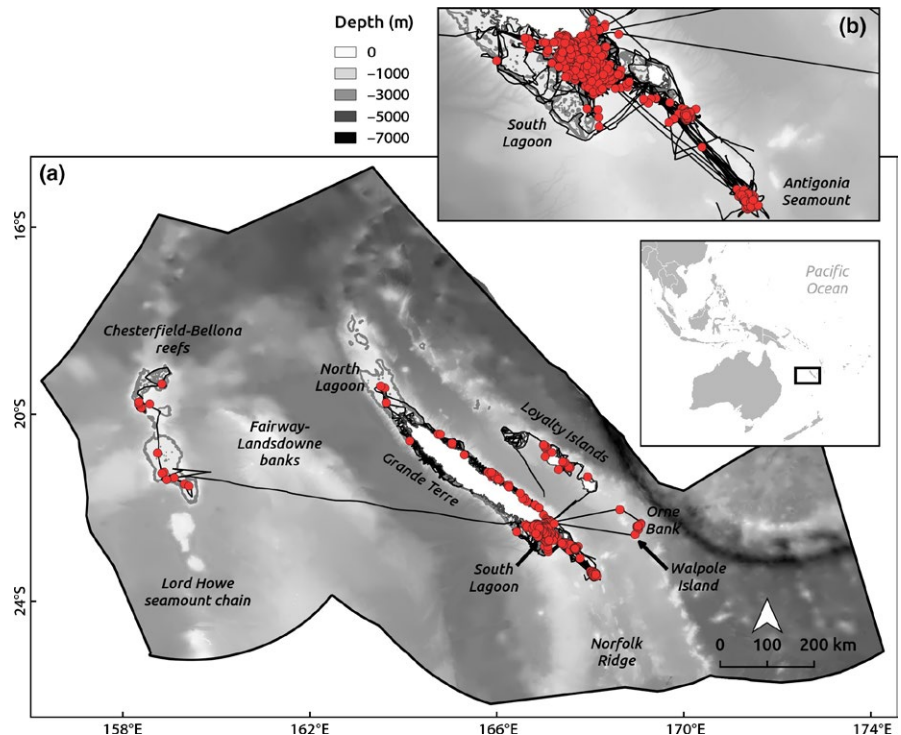 Depth (m)
0
−1000
−3000
−5000
−7000
(b)
South
Lagoon
Antigonia
Seamount
(a)
16°S
20°S
24°S
Chesterfield-Bellona
reefs
North
Lagoon
Fairway-
Landsdowne
banks
Grande Terre
Loyalty Islands
Orne
Bank
Walpole
Island
South
Lagoon
Lord Howe
seamount chain
Norfolk
Ridge
Pacific
Ocean
0 100 200 km
158°E 162°E 166°E 170°E 174°E